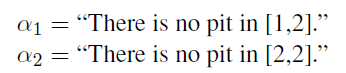 α1 = “There is no pit in [1,2].”
α2 = “There is no pit in [2,2].”